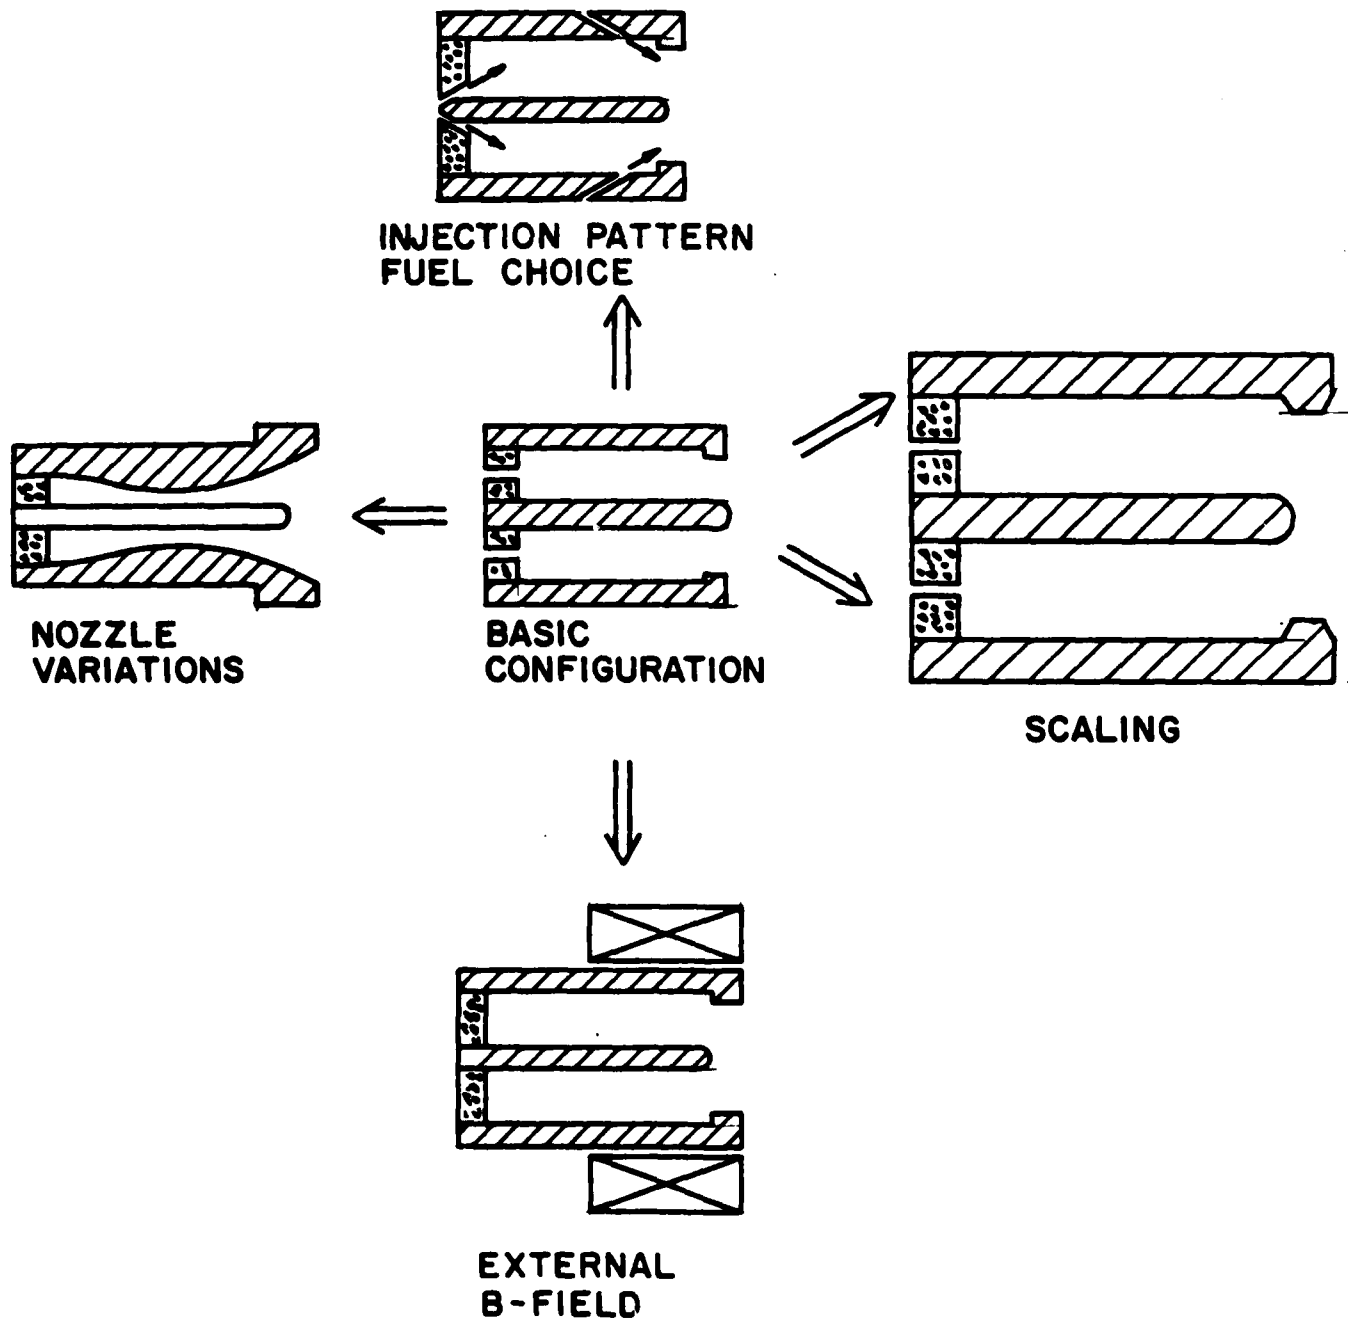 INJECTION PATTERN
FUEL CHOICE
NOZZLE
VARIATIONS
BASIC
CONFIGURATION
SCALING
EXTERNAL
B-FIELD